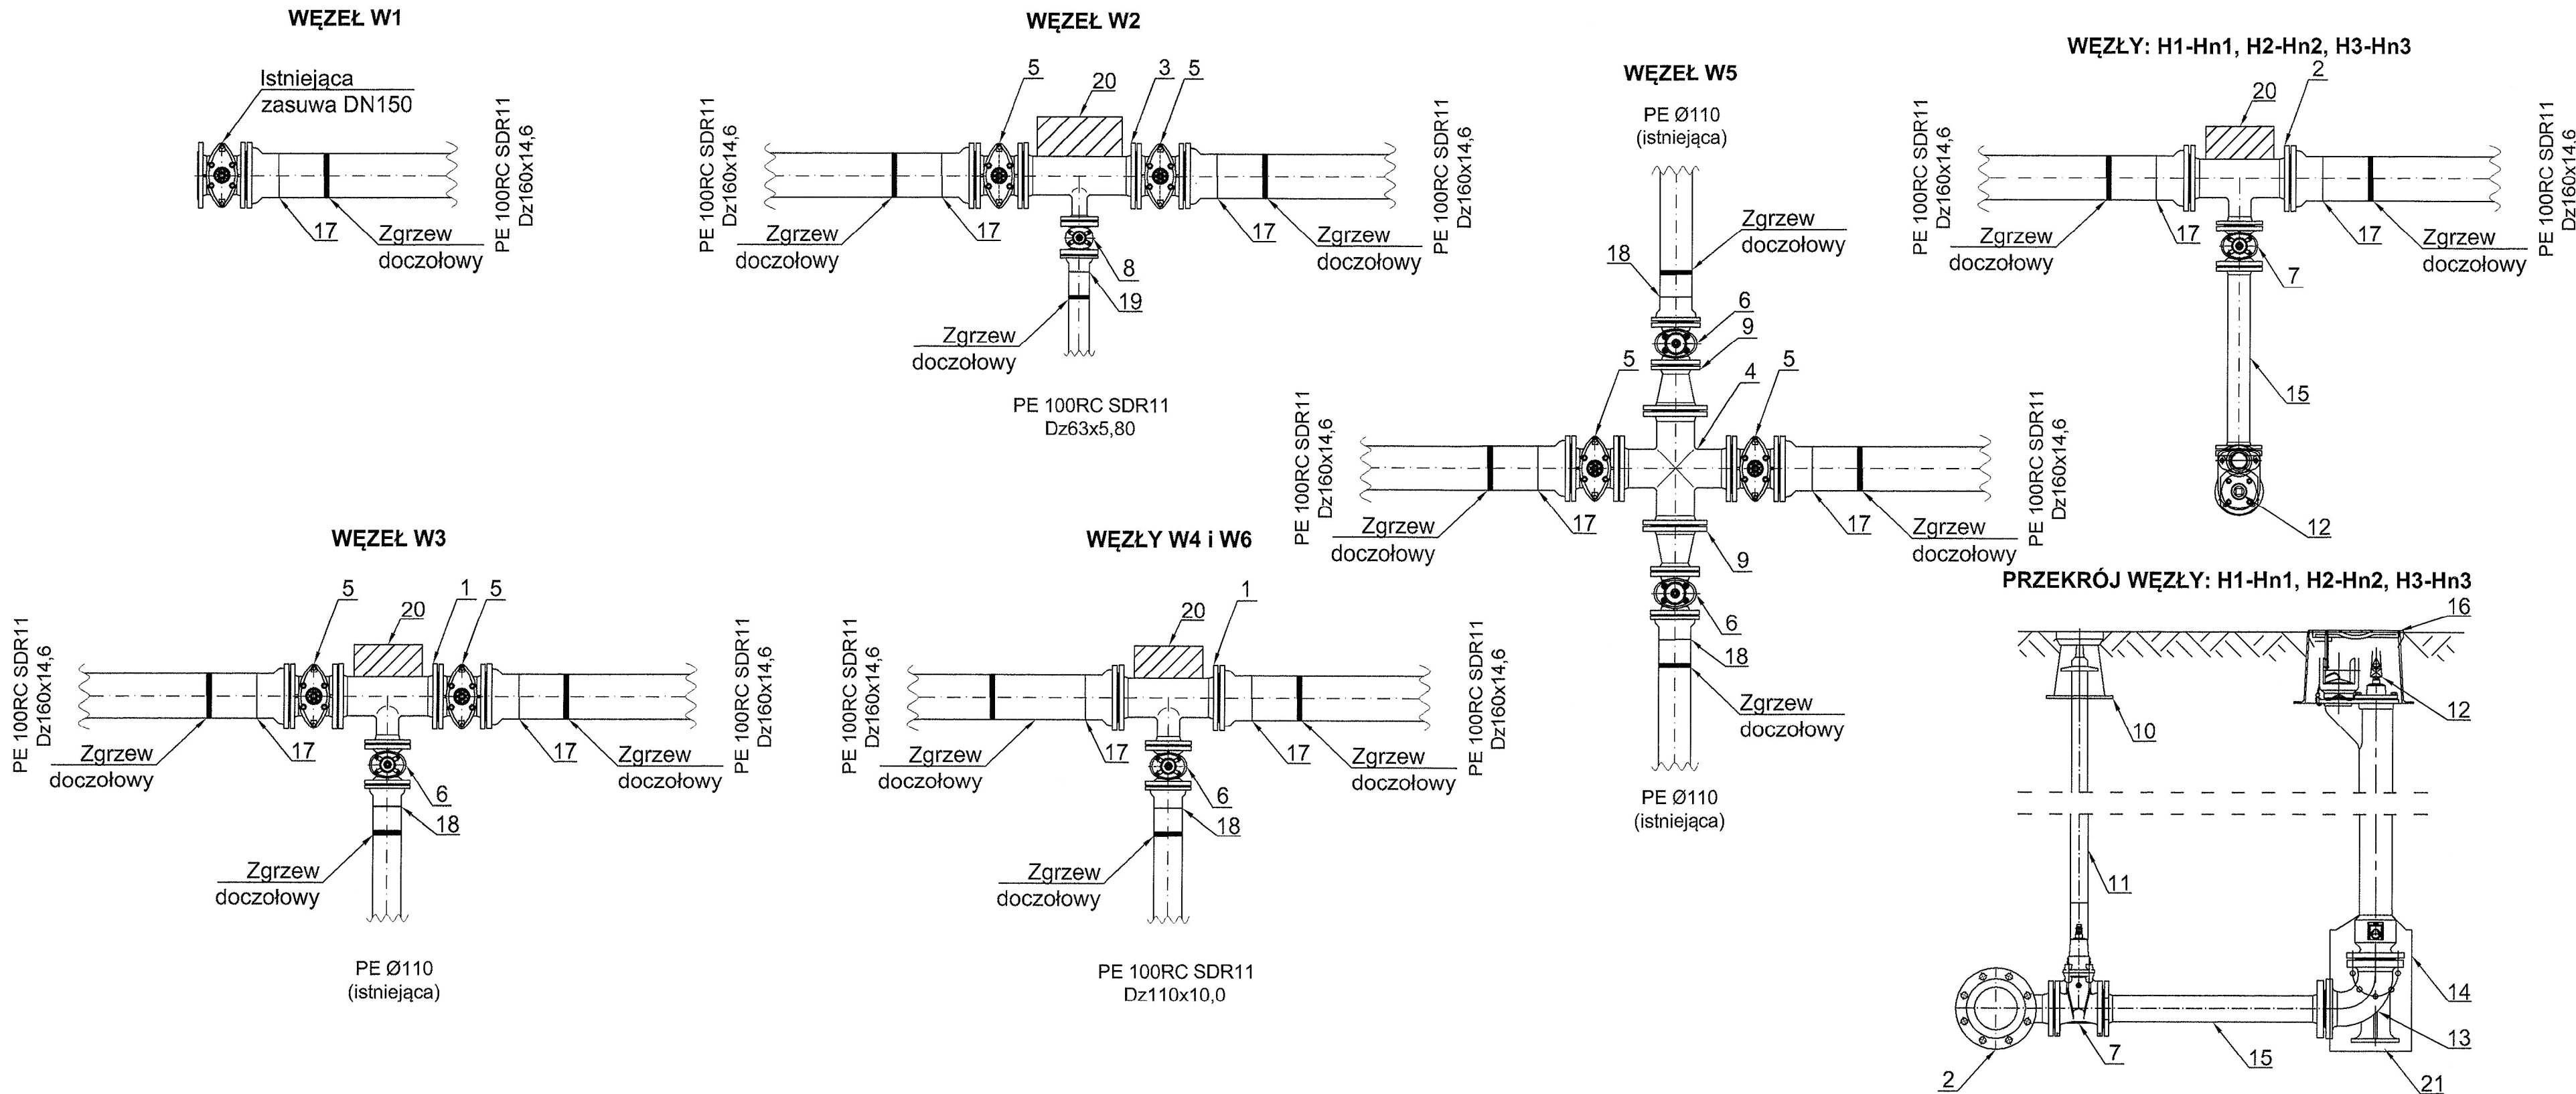 WĘZEŁ W1
Istniejąca
zasuwa DN150
17
Zgrzew
doczołowy
PE 100RC SDR11
Dz160x14,6
WĘZEŁ W2
5
20
3
5
PE 100RC SDR11
Dz160x14,6
Zgrzew
doczołowy
17
8
19
17
Zgrzew
doczołowy
PE 100RC SDR11
Dz160x14,6
Zgrzew
doczołowy
PE 100RC SDR11
Dz63x5,80
WĘZEŁ W5
PE Ø110
(istniejąca)
Zgrzew
doczołowy
18
6
9
5
4
5
PE 100RC SDR11
Dz160x14,6
Zgrzew
doczołowy
17
17
Zgrzew
doczołowy
PE 100RC SDR11
Dz160x14,6
9
6
18
Zgrzew
doczołowy
PE Ø110
(istniejąca)
WĘZŁY: H1-Hn1, H2-Hn2, H3-Hn3
2
20
PE 100RC SDR11
Dz160x14,6
Zgrzew
doczołowy
17
17
Zgrzew
doczołowy
PE 100RC SDR11
Dz160x14,6
7
15
12
WĘZEŁ W3
5
20
1
5
PE 100RC SDR11
Dz160x14,6
Zgrzew
doczołowy
17
17
Zgrzew
doczołowy
PE 100RC SDR11
Dz160x14,6
6
18
Zgrzew
doczołowy
PE Ø110
(istniejąca)
WĘZŁY W4 i W6
20
1
PE 100RC SDR11
Dz160x14,6
Zgrzew
doczołowy
17
17
Zgrzew
doczołowy
PE 100RC SDR11
Dz160x14,6
6
18
Zgrzew
doczołowy
PE 100RC SDR11
Dz110x10,0
PRZEKRÓJ WĘZŁY: H1-Hn1, H2-Hn2, H3-Hn3
16
12
10
11
14
13
7
15
2
21